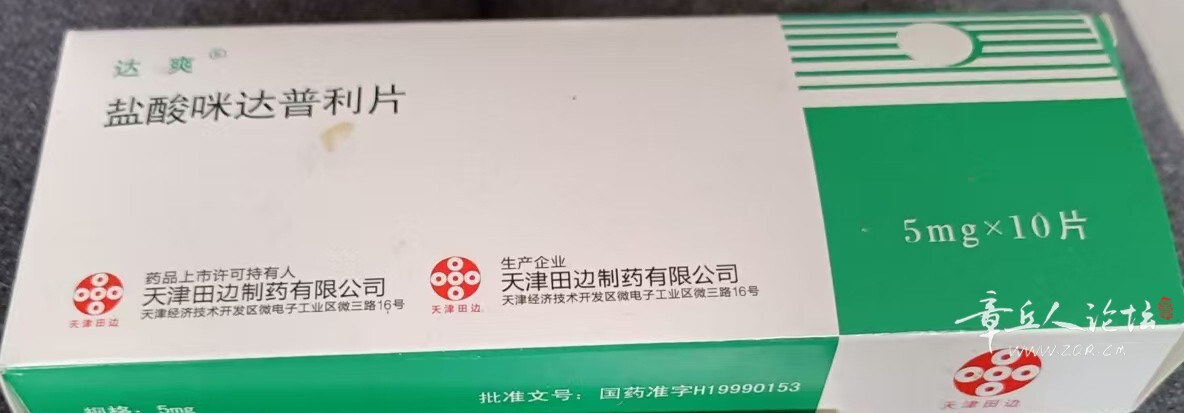 达爽®
盐酸咪达普利片
药品上市许可持有人
天津田边制药有限公司
天津经济技术开发区微电子工业区微三路16号
天津田边
生产企业
天津田边制药有限公司
天津经济技术开发区微电子工业区微三路16号
天津田边
5mg×10片
章丘人论坛
www.zqr.cm
规格：5mg
批准文号：国药准字H19990153
天津田边